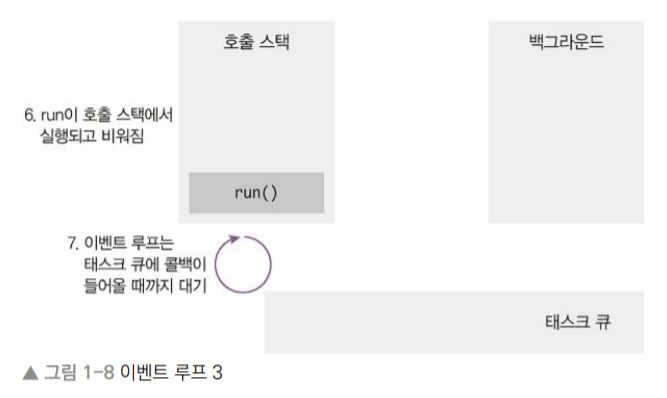 호출 스택
백그라운드
6. run이 호출 스택에서
실행되고 비워짐
run()
7. 이벤트 루프는
태스크 큐에 콜백이
들어올 때까지 대기
태스크 큐
▲ 그림 1-8 이벤트 루프 3